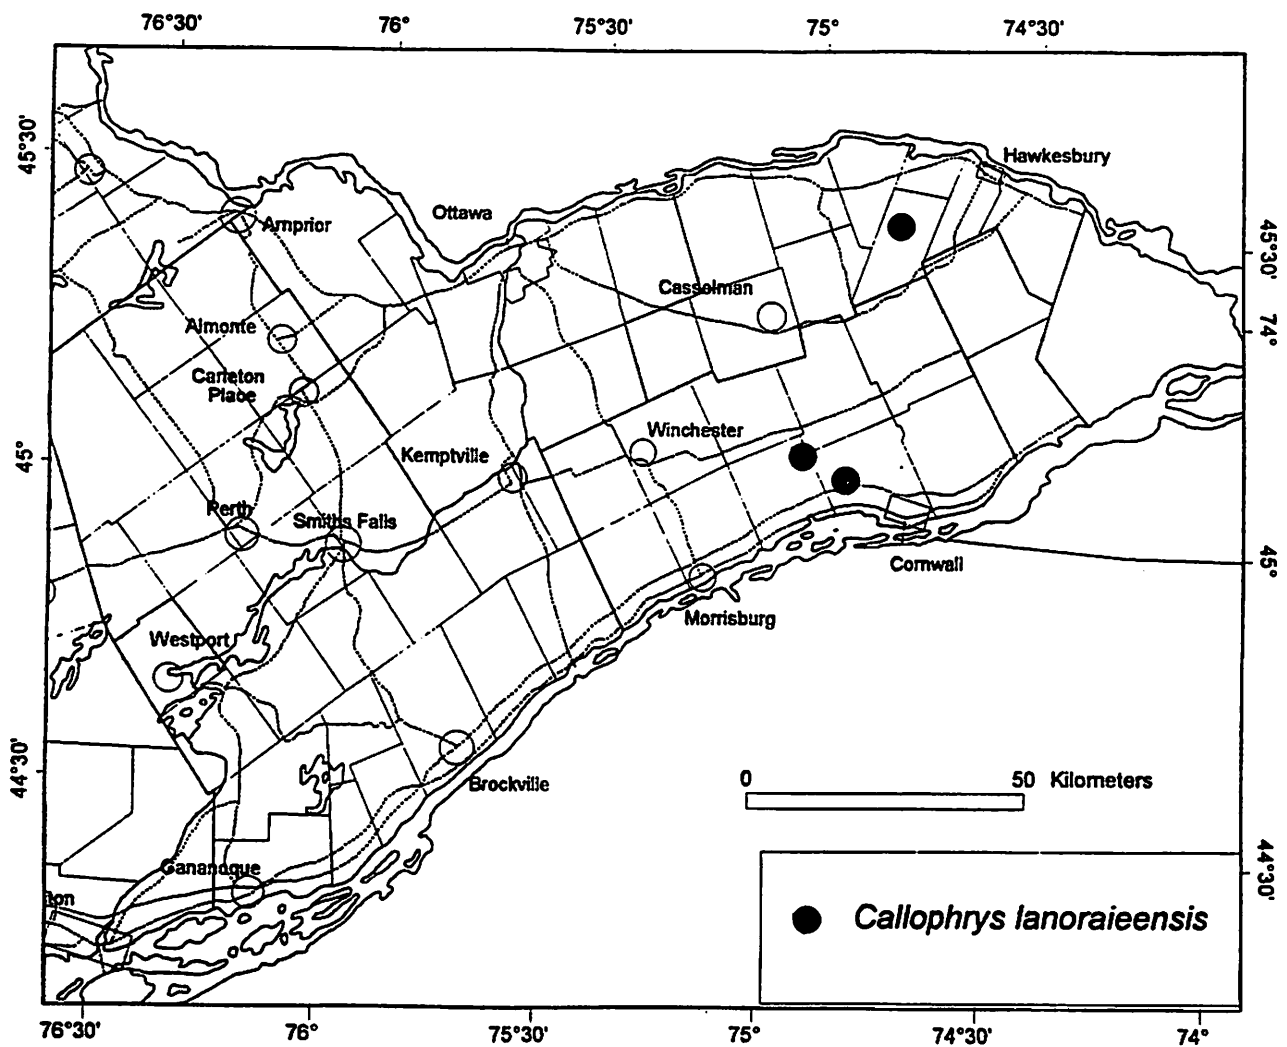 76°30' 76° 75°30' 75° 74°30'
45°30'
Hawkesbury
Ottawa
Arnprior
45°30'
Casselman
Almonte
74°
Carleton
Place
Winchester
45°
Kemptville
Perth
Smiths Falls
Cornwall
45°
Morrisburg
Westport
44°30'
0 50 Kilometers
Brockville
Gananoque
44°30'
ton
Callophrys lanoraieensis
76°30' 76° 75°30' 75° 74°30' 74°